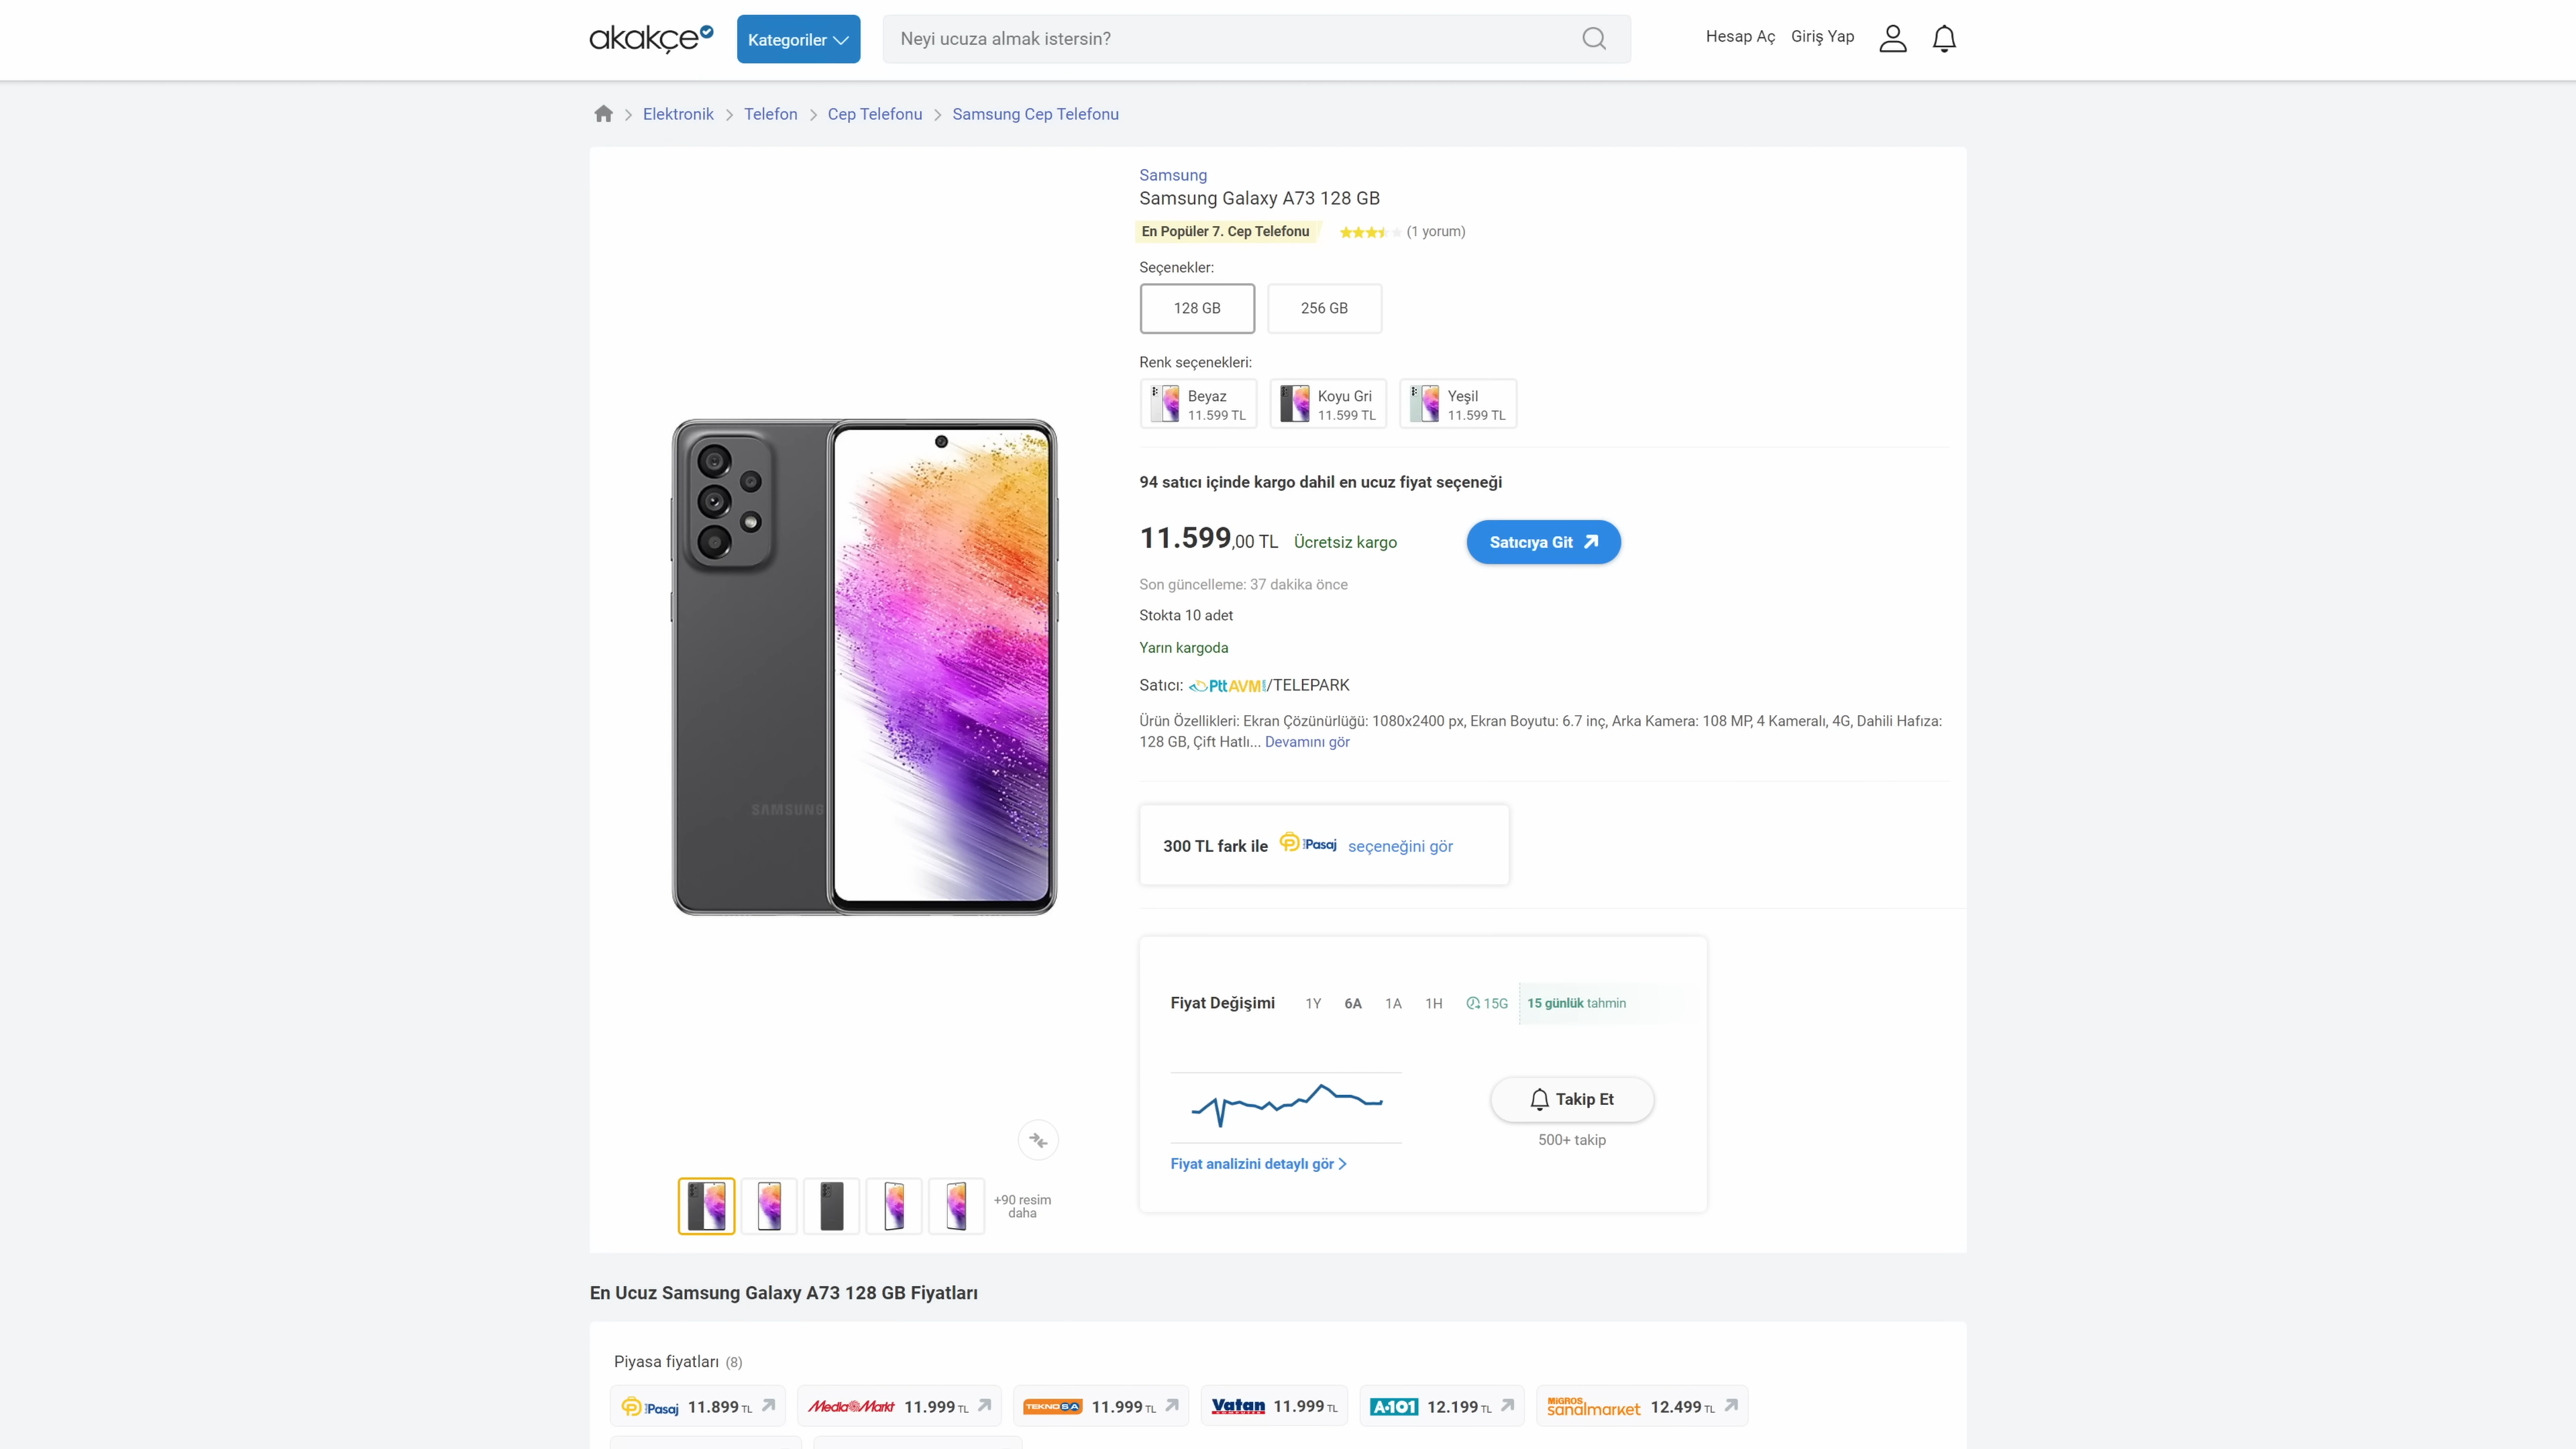 akakçe
Kategoriler
Neyi ucuza almak istersin?
Hesap Aç Giriş Yap
Elektronik > Telefon > Cep Telefonu > Samsung Cep Telefonu
Samsung
Samsung Galaxy A73 128 GB
En Popüler 7. Cep Telefonu (1 yorum)
Seçenekler:
128 GB 256 GB
Renk seçenekleri:
Beyaz
11.599 TL
Koyu Gri
11.599 TL
Yeşil
11.599 TL
94 satıcı içinde kargo dahil en ucuz fiyat seçeneği
11.599,00 TL Ücretsiz kargo
Satıcıya Git
Son güncelleme: 37 dakika önce
Stokta 10 adet
Yarın kargoda
Satıcı: PttAVM/TELEPARK
Ürün Özellikleri: Ekran Çözünürlüğü: 1080x2400 px, Ekran Boyutu: 6.7 inç, Arka Kamera: 108 MP, 4 Kameralı, 4G, Dahili Hafıza:
128 GB, Çift Hatlı... Devamını gör
SAMSUNG
300 TL fark ile Pasaj seçeneğini gör
Fiyat Değişimi 1Y 6A 1A 1H 15G 15 günlük tahmin
Takip Et
500+ takip
Fiyat analizini detaylı gör >
+90 resim
daha
En Ucuz Samsung Galaxy A73 128 GB Fiyatları
Piyasa fiyatları (8)
Pasaj 11.899 TL
MediaMarkt 11.999 TL
TEKNOSA 11.999 TL
Vatan 11.999 TL
A101 12.199 TL
MİGROS sanalmarket 12.499 TL